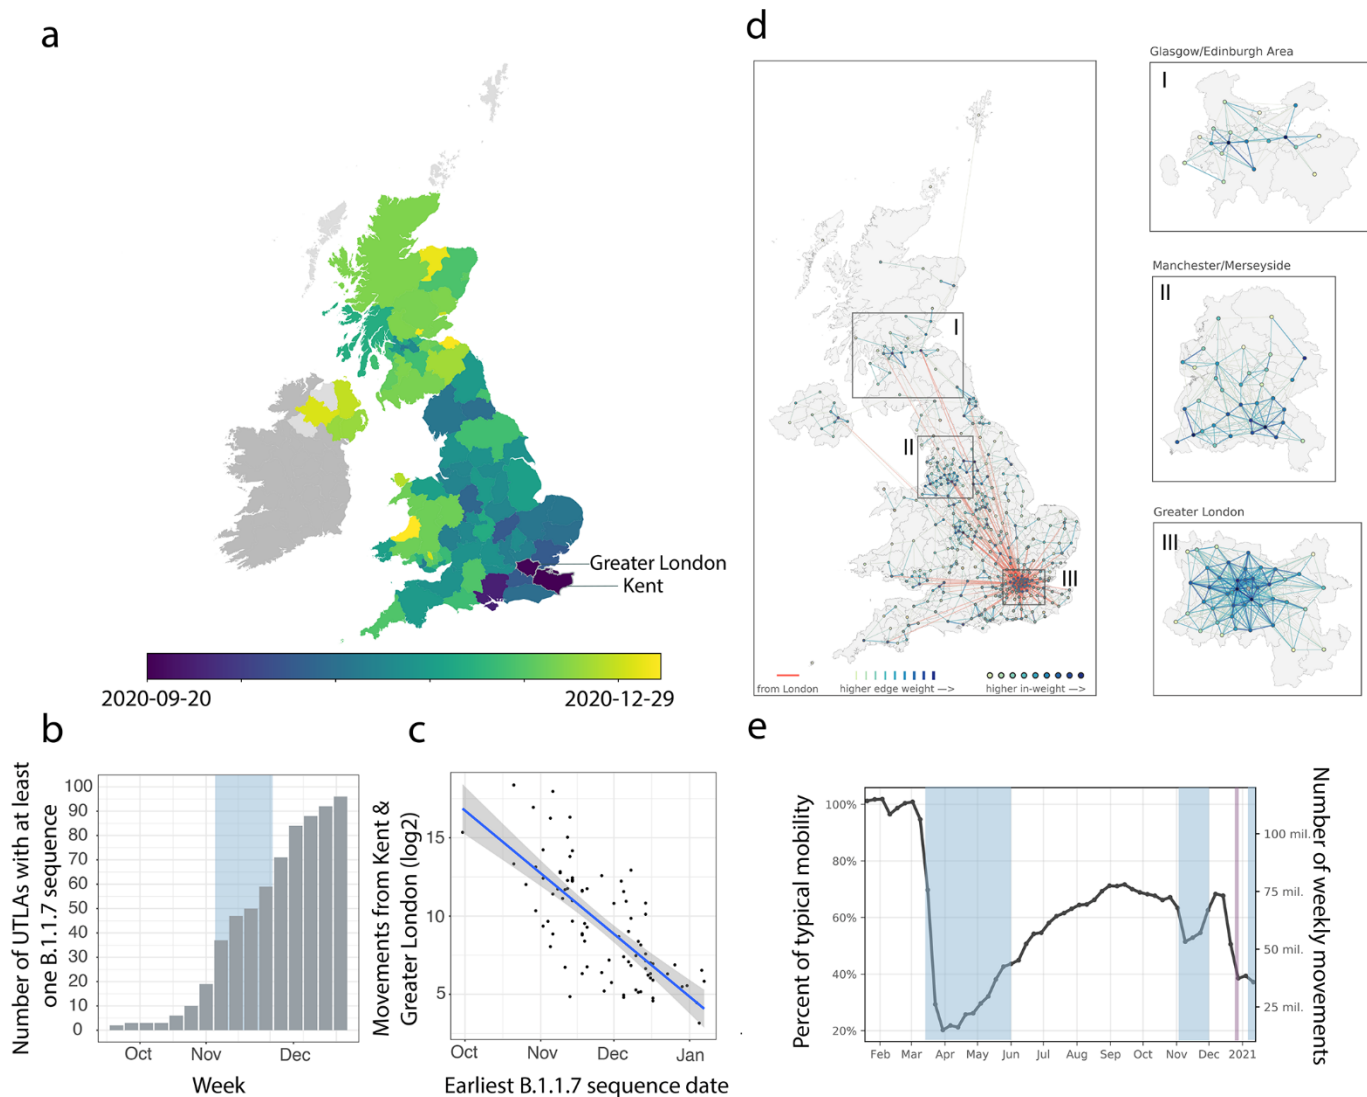 a
Greater London
Kent
2020-09-20
2020-12-29
b
Number of UTLAs with at least
one B.1.1.7 sequence
100
90
80
70
60
50
40
30
20
10
0
Oct
Nov
Dec
Week
c
Movements from Kent &
Greater London (log2)
15
10
5
Oct
Nov
Dec
Jan
Earliest B.1.1.7 sequence date
d
I
II
III
from London
higher edge weight —>
higher in-weight —>
Glasgow/Edinburgh Area
I
Manchester/Merseyside
II
Greater London
III
e
Percent of typical mobility
100%
80%
60%
40%
20%
Feb
Mar
Apr
May
Jun
Jul
Aug
Sep
Oct
Nov
Dec
2021
100 mil.
75 mil.
50 mil.
25 mil.
Number of weekly movements